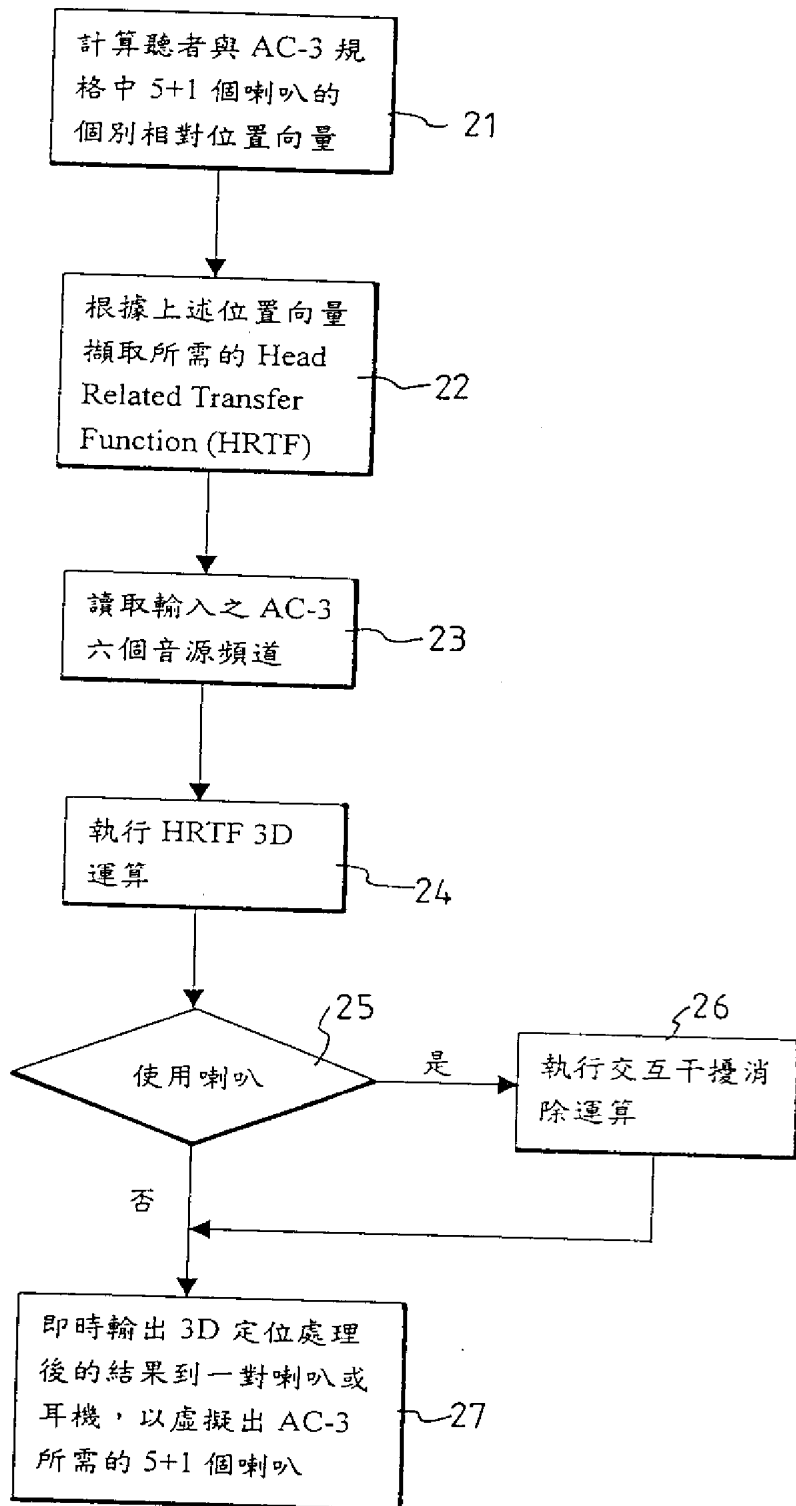 計算聽者與 AC-3 規
格中 5+1 個喇叭的
個別相對位置向量
21
根據上述位置向量
擷取所需的 Head
Related Transfer
Function (HRTF)
22
讀取輸入之 AC-3
六個音源頻道
23
執行 HRTF 3D
運算
24
25
使用喇叭
是
26
執行交互干擾消
除運算
否
即時輸出 3D 定位處理
後的結果到一對喇叭或
耳機，以虛擬出 AC-3
所需的 5+1 個喇叭
27